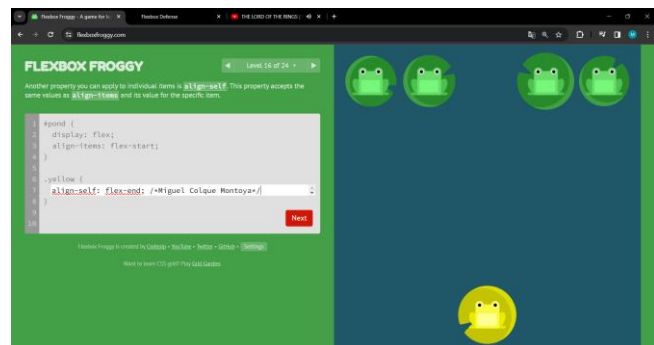 Flexbox Froggy - A game for le
Flexbox Defense
THE LORD OF THE RINGS |
flexboxfroggy.com
FLEXBOX FROGGY
Level 16 of 24
Another property you can apply to individual items is align-self. This property accepts the
same values as align-items and its value for the specific item.
1 #pond {
2 display: flex;
3 align-items: flex-start;
4 }
5
6 .yellow {
7 align-self: flex-end; /*Miguel Colque Montoya*/
8 }
9
10
Next
Flexbox Froggy is created by Codepip • YouTube • Twitter • GitHub • Settings
Want to learn CSS grid? Play Grid Garden.